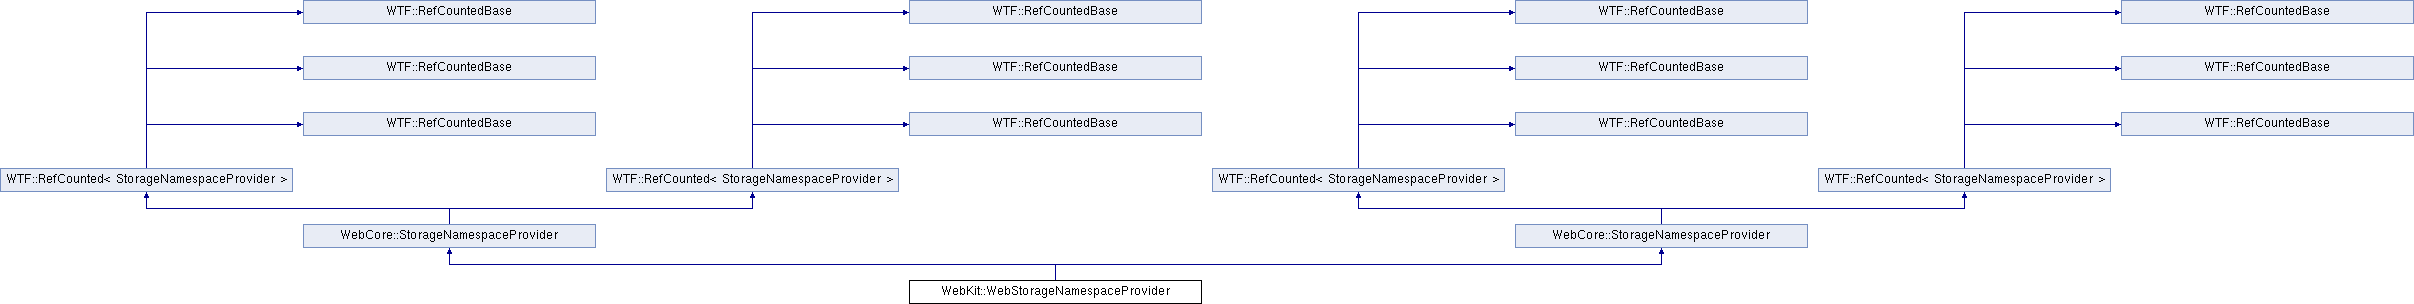 WTF::RefCountedBase
WTF::RefCountedBase
WTF::RefCountedBase
WTF::RefCountedBase
WTF::RefCountedBase
WTF::RefCountedBase
WTF::RefCountedBase
WTF::RefCountedBase
WTF::RefCountedBase
WTF::RefCountedBase
WTF::RefCountedBase
WTF::RefCountedBase
WTF::RefCounted< StorageNamespaceProvider >
WTF::RefCounted< StorageNamespaceProvider >
WTF::RefCounted< StorageNamespaceProvider >
WTF::RefCounted< StorageNamespaceProvider >
WebCore::StorageNamespaceProvider
WebCore::StorageNamespaceProvider
WebKit::WebStorageNamespaceProvider